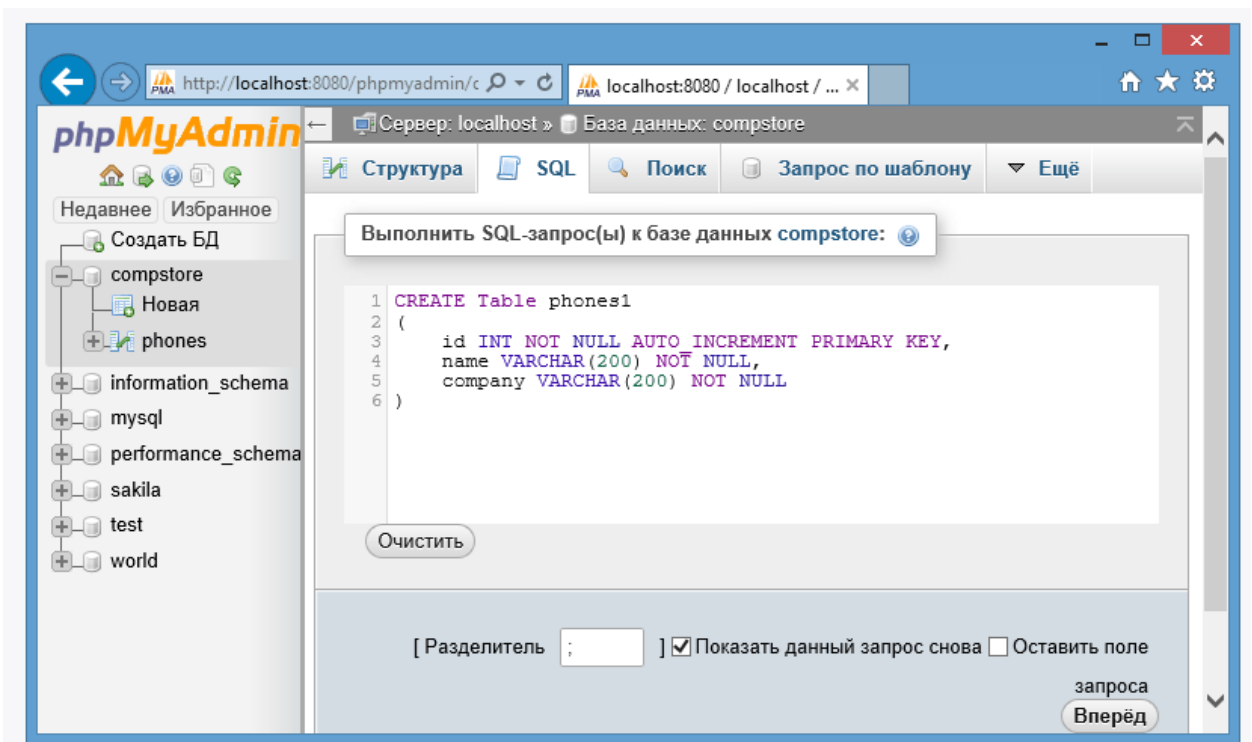 http://localhost:8080/phpmyadmin/c
localhost:8080 / localhost / ...
phpMyAdmin
Недавнее Избранное
Создать БД
compstore
Новая
phones
information_schema
mysql
performance_schema
sakila
test
world
Сервер: localhost » База данных: compstore
Структура SQL Поиск Запрос по шаблону Ещё
Выполнить SQL-запрос(ы) к базе данных compstore:
1 CREATE Table phones1
2 (
3 id INT NOT NULL AUTO_INCREMENT PRIMARY KEY,
4 name VARCHAR(200) NOT NULL,
5 company VARCHAR(200) NOT NULL
6 )
Очистить
[ Разделитель ; ] Показать данный запрос снова Оставить поле
запроса
Вперёд